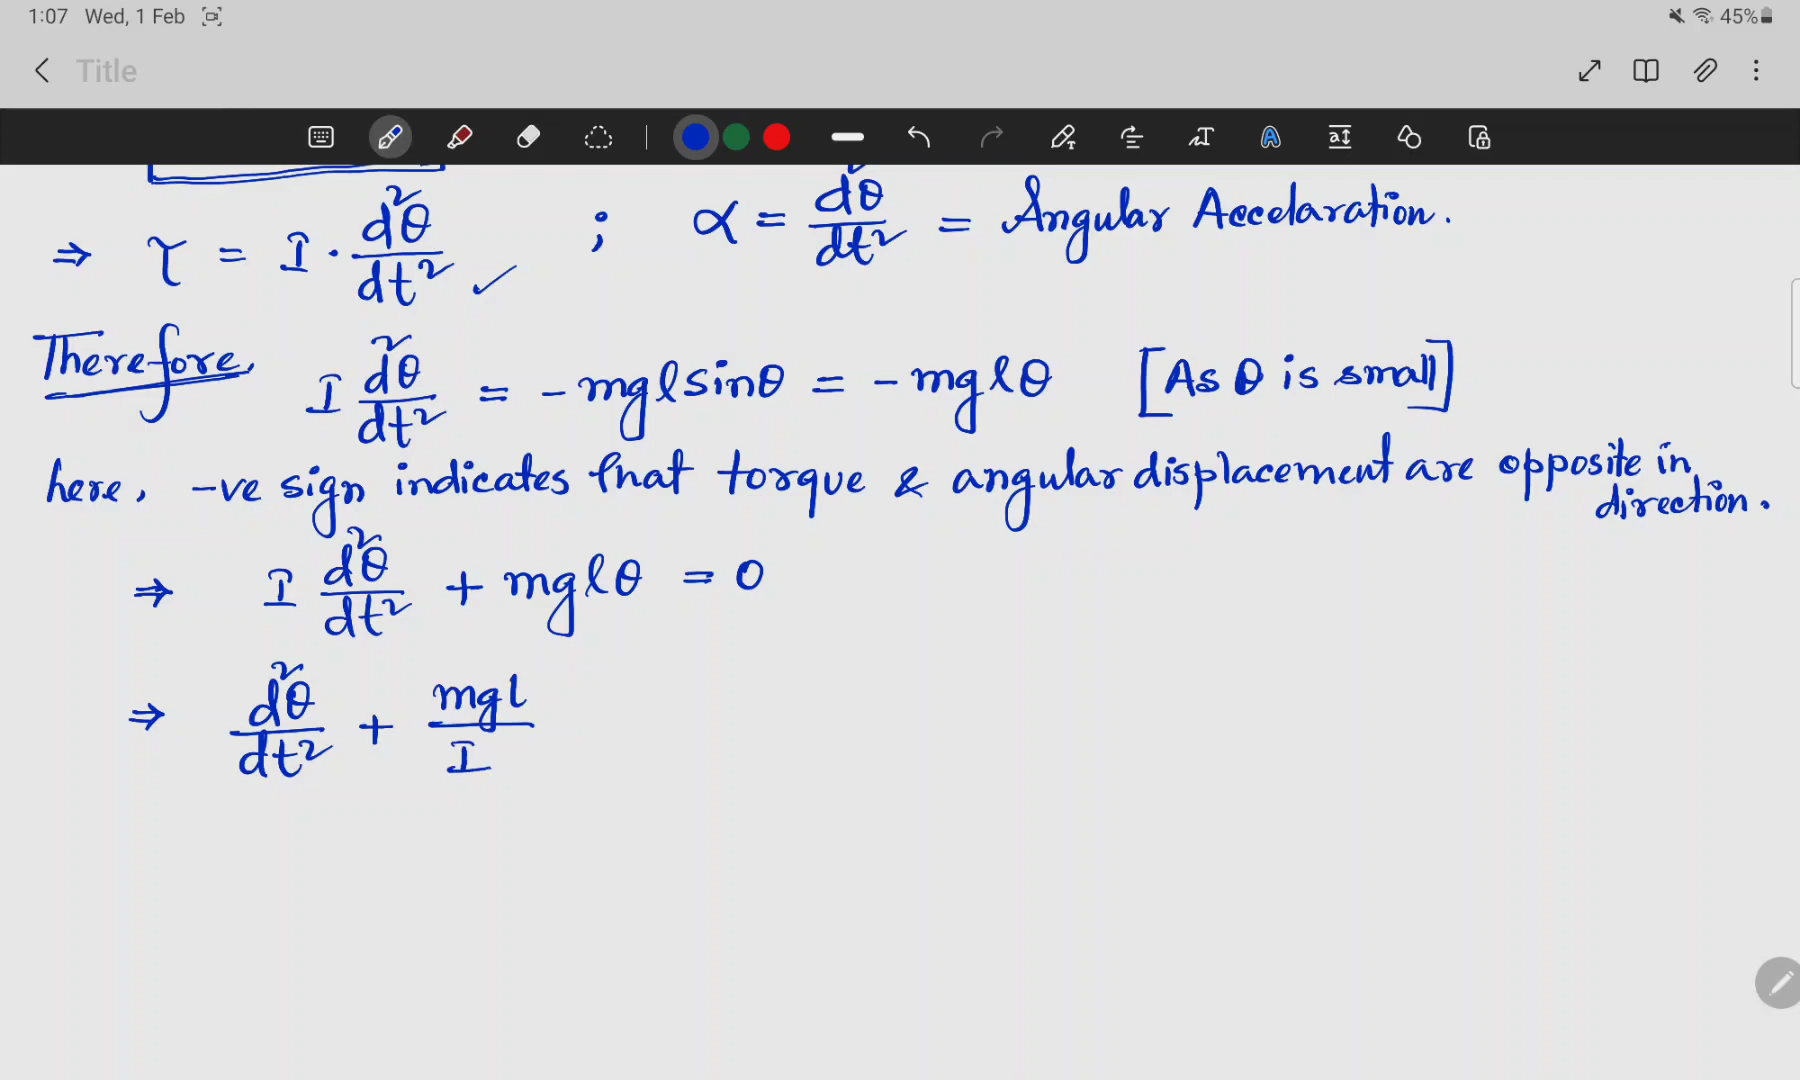 1:07 Wed, 1 Feb 45%
Title
⇒ τ = I · d²θ/dt² ✓ ; α = d²θ/dt² = Angular Accelaration.
Therefore, I d²θ/dt² = - mglsinθ = - mglθ [As θ is small]
here, -ve sign indicates that torque & angular displacement are opposite in
direction.
⇒ I d²θ/dt² + mglθ = 0
⇒ d²θ/dt² + mgl/I